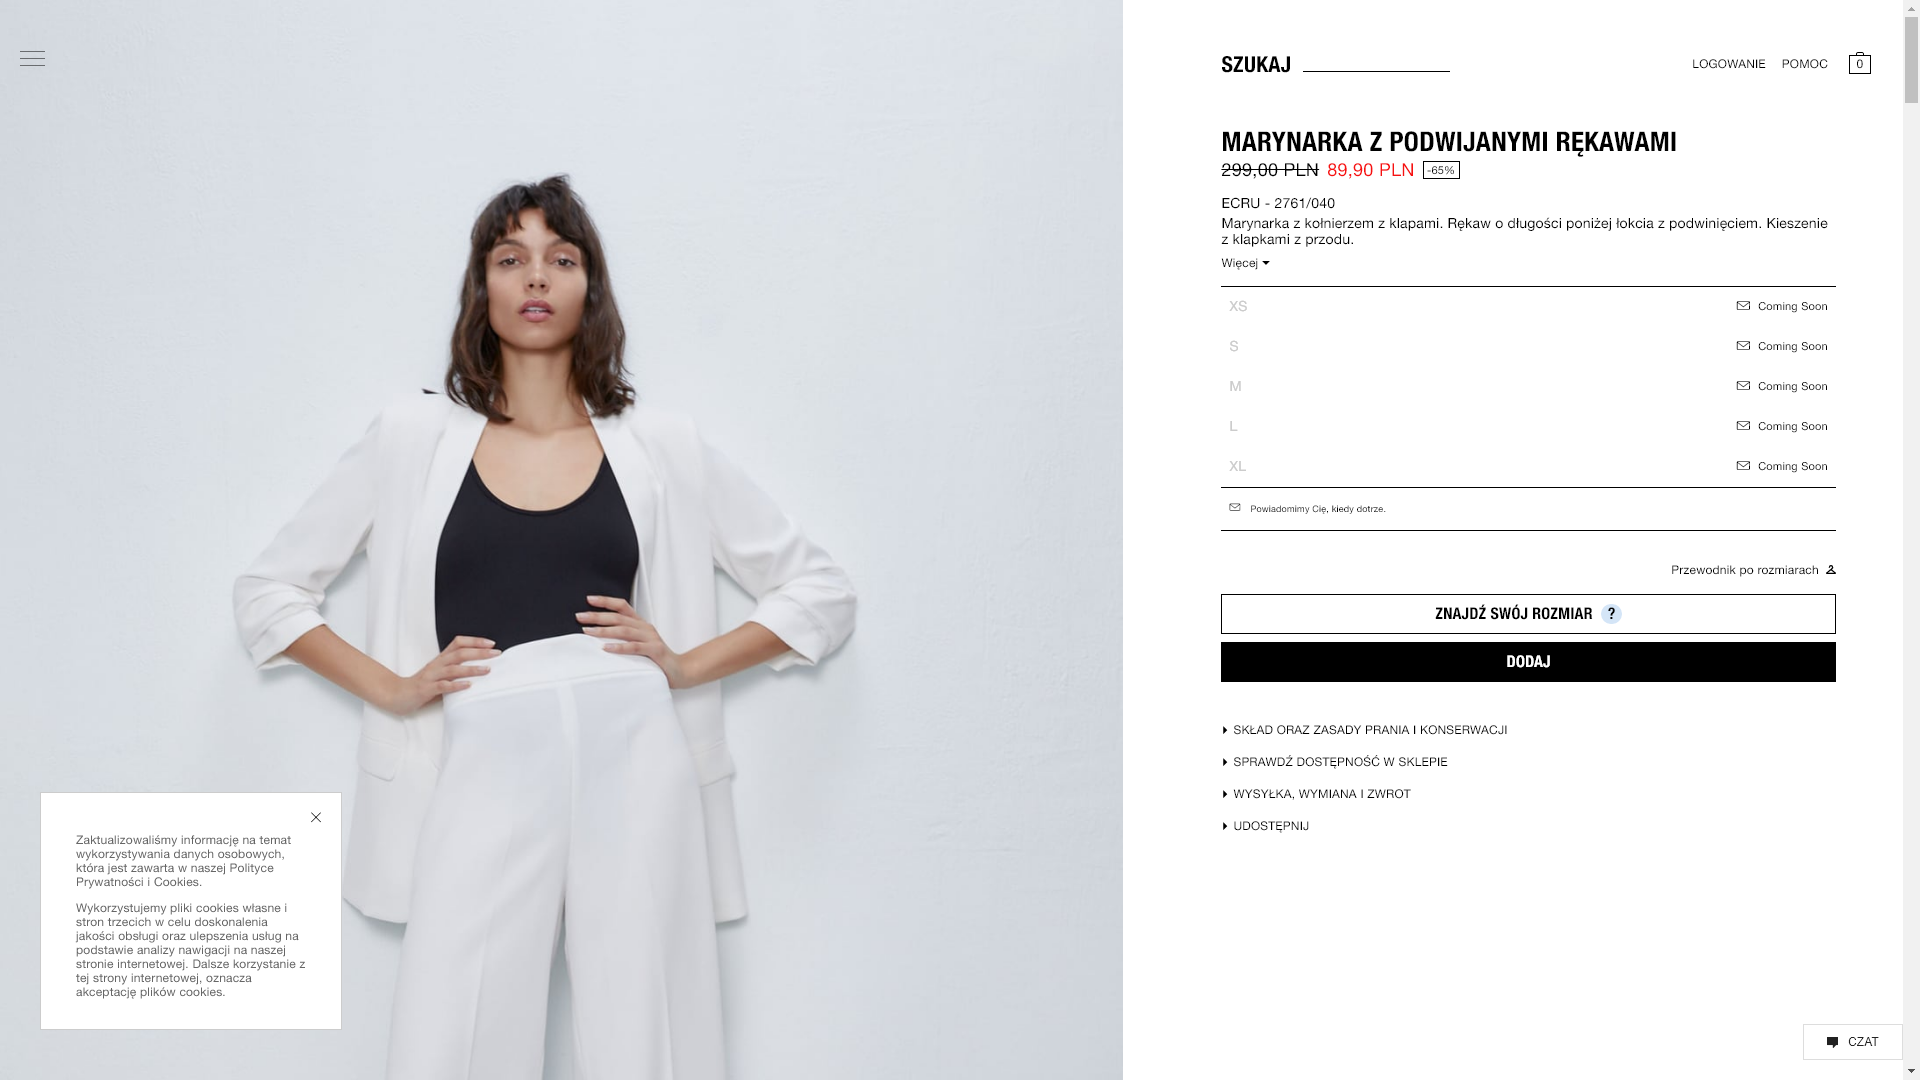 SZUKAJ
LOGOWANIE
POMOC
0
MARYNARKA Z PODWIJANYMI RĘKAWAMI
299,00 PLN 89,90 PLN -65%
ECRU - 2761/040
Marynarka z kołnierzem z klapami. Rękaw o długości poniżej łokcia z podwinięciem. Kieszenie
z klapkami z przodu.
Więcej
XS Coming Soon
S Coming Soon
M Coming Soon
L Coming Soon
XL Coming Soon
Powiadomimy Cię, kiedy dotrze.
Przewodnik po rozmiarach
ZNAJDŹ SWÓJ ROZMIAR ?
DODAJ
SKŁAD ORAZ ZASADY PRANIA I KONSERWACJI
SPRAWDŹ DOSTĘPNOŚĆ W SKLEPIE
WYSYŁKA, WYMIANA I ZWROT
UDOSTĘPNIJ
Zaktualizowaliśmy informację na temat
wykorzystywania danych osobowych,
która jest zawarta w naszej Polityce
Prywatności i Cookies.
Wykorzystujemy pliki cookies własne i
stron trzecich w celu doskonalenia
jakości obsługi oraz ulepszenia usług na
podstawie analizy nawigacji na naszej
stronie internetowej. Dalsze korzystanie z
tej strony internetowej, oznacza
akceptację plików cookies.
CZAT